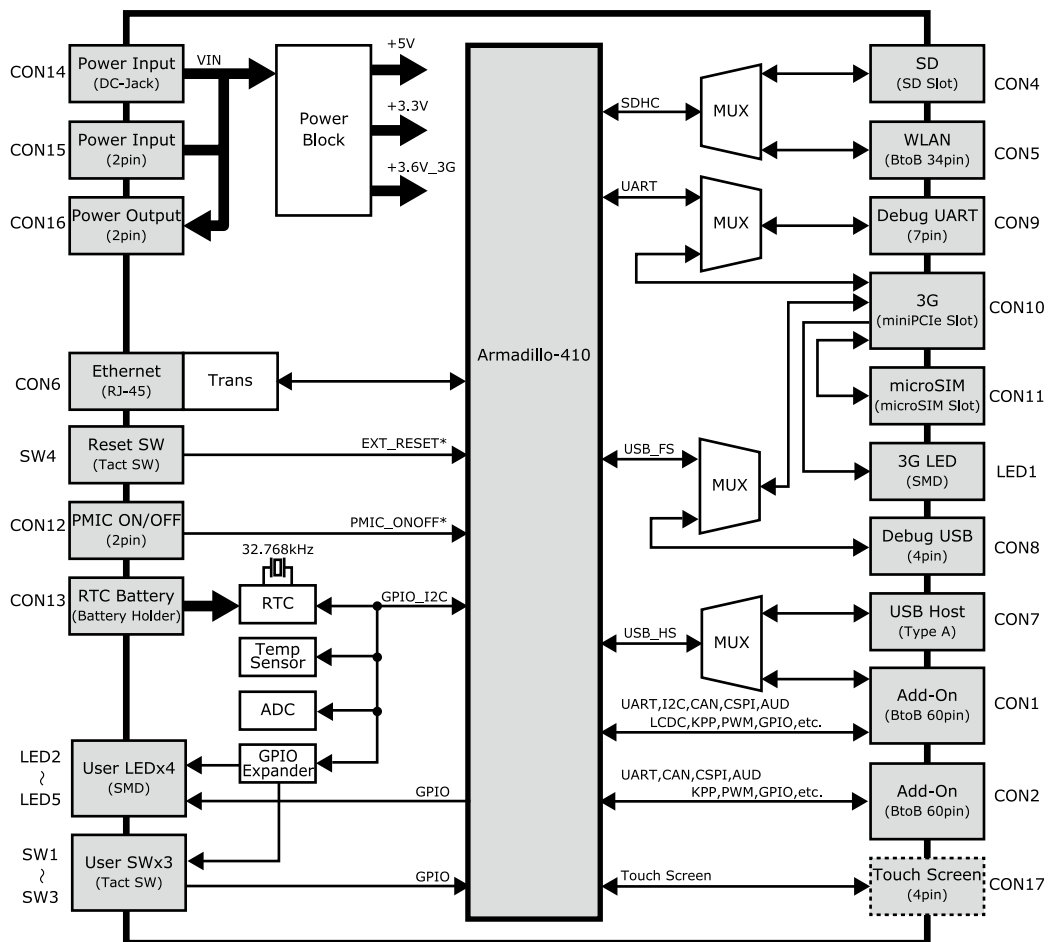 CON14
Power Input
(DC-Jack)
VIN
CON15
Power Input
(2pin)
CON16
Power Output
(2pin)
Power
Block
+5V
+3.3V
+3.6V_3G
CON6
Ethernet
(RJ-45)
Trans
SW4
Reset SW
(Tact SW)
EXT_RESET*
CON12
PMIC ON/OFF
(2pin)
PMIC_ONOFF*
32.768kHz
CON13
RTC Battery
(Battery Holder)
RTC
GPIO_I2C
Temp
Sensor
ADC
GPIO
Expander
LED2
~
LED5
User LEDx4
(SMD)
GPIO
SW1
~
SW3
User SWx3
(Tact SW)
GPIO
Armadillo-410
SDHC
MUX
SD
(SD Slot)
CON4
WLAN
(BtoB 34pin)
CON5
UART
MUX
Debug UART
(7pin)
CON9
3G
(miniPCIe Slot)
CON10
microSIM
(microSIM Slot)
CON11
USB_FS
MUX
3G LED
(SMD)
LED1
Debug USB
(4pin)
CON8
USB_HS
MUX
USB Host
(Type A)
CON7
UART,I2C,CAN,CSPI,AUD
LCDC,KPP,PWM,GPIO,etc.
Add-On
(BtoB 60pin)
CON1
UART,CAN,CSPI,AUD
KPP,PWM,GPIO,etc.
Add-On
(BtoB 60pin)
CON2
Touch Screen
Touch Screen
(4pin)
CON17